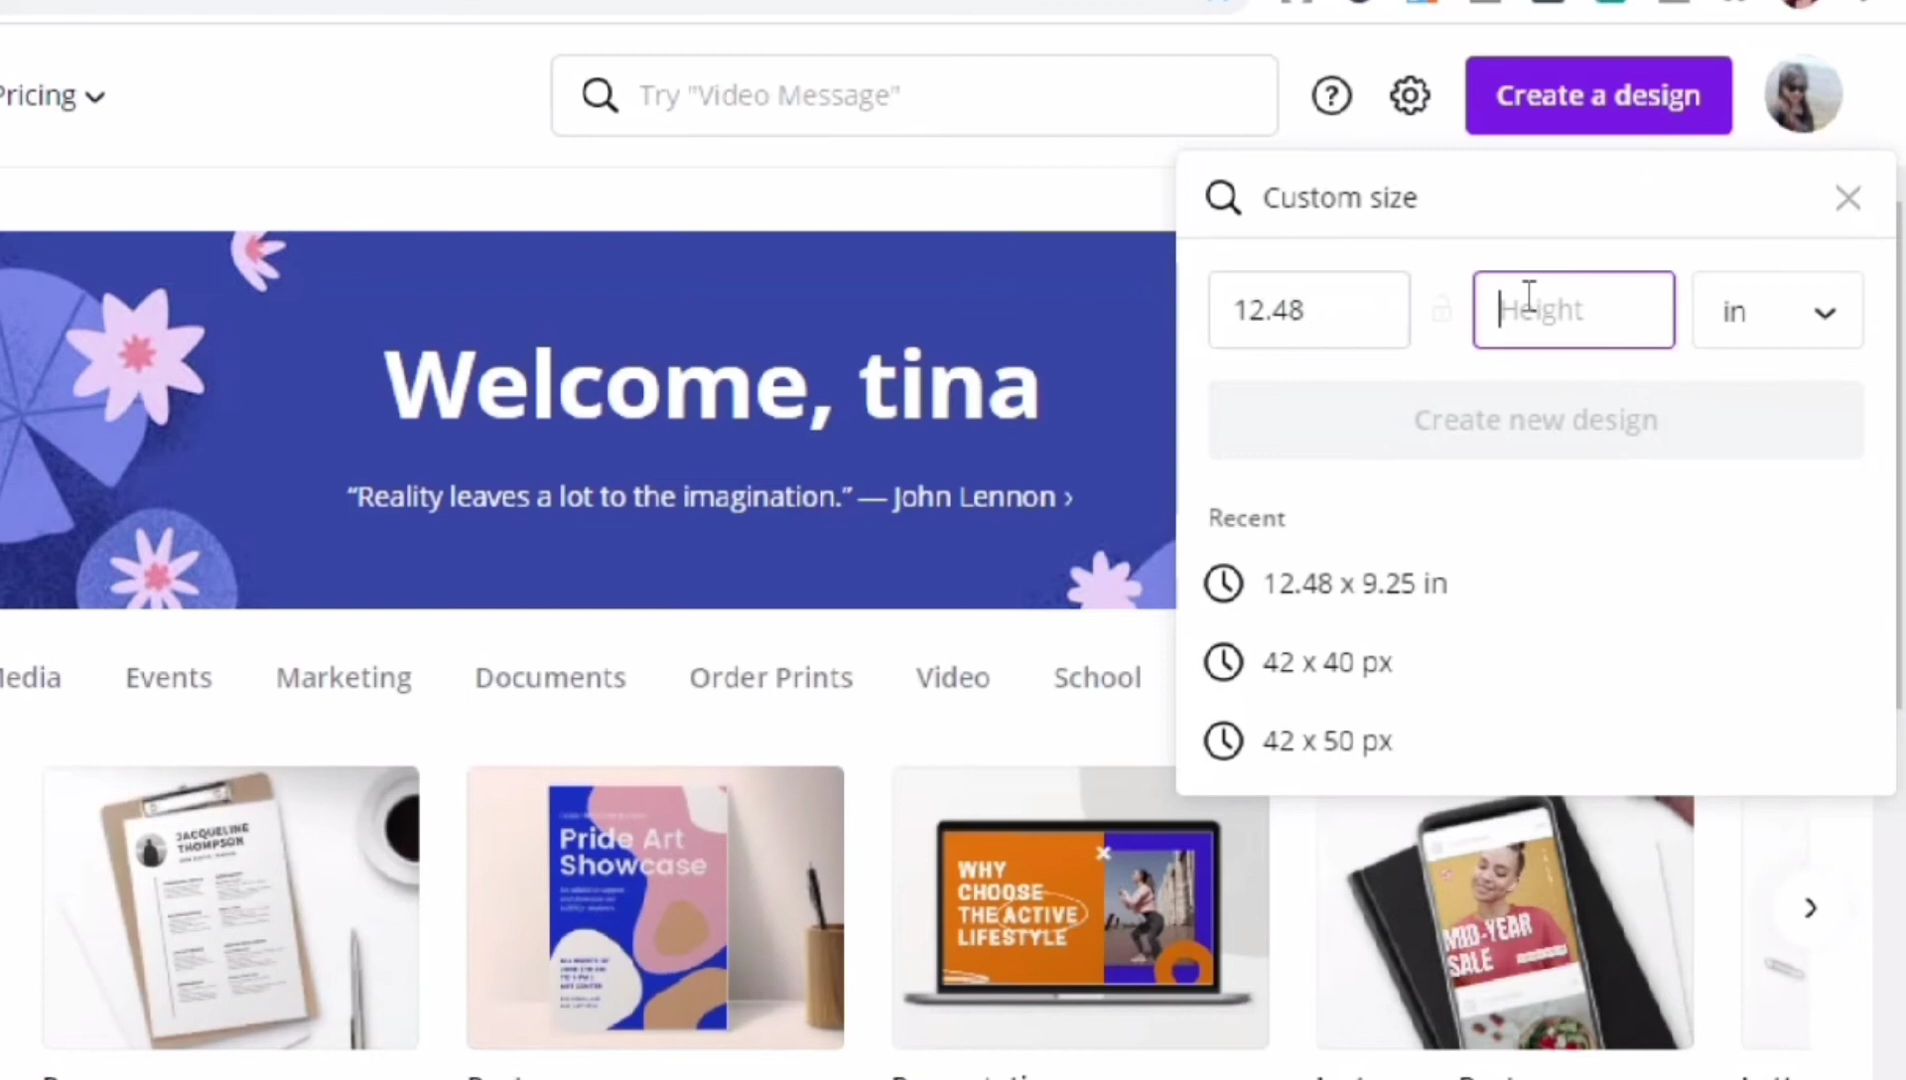 Pricing
Try "Video Message"
Create a design
Custom size
12.48
Height
in
Create new design
Recent
12.48 x 9.25 in
42 x 40 px
42 x 50 px
Welcome, tina
“Reality leaves a lot to the imagination.” — John Lennon ›
Media
Events
Marketing
Documents
Order Prints
Video
School
JACQUELINE
THOMPSON
Pride Art
Showcase
WHY
CHOOSE
THE ACTIVE
LIFESTYLE
MID-YEAR
SALE